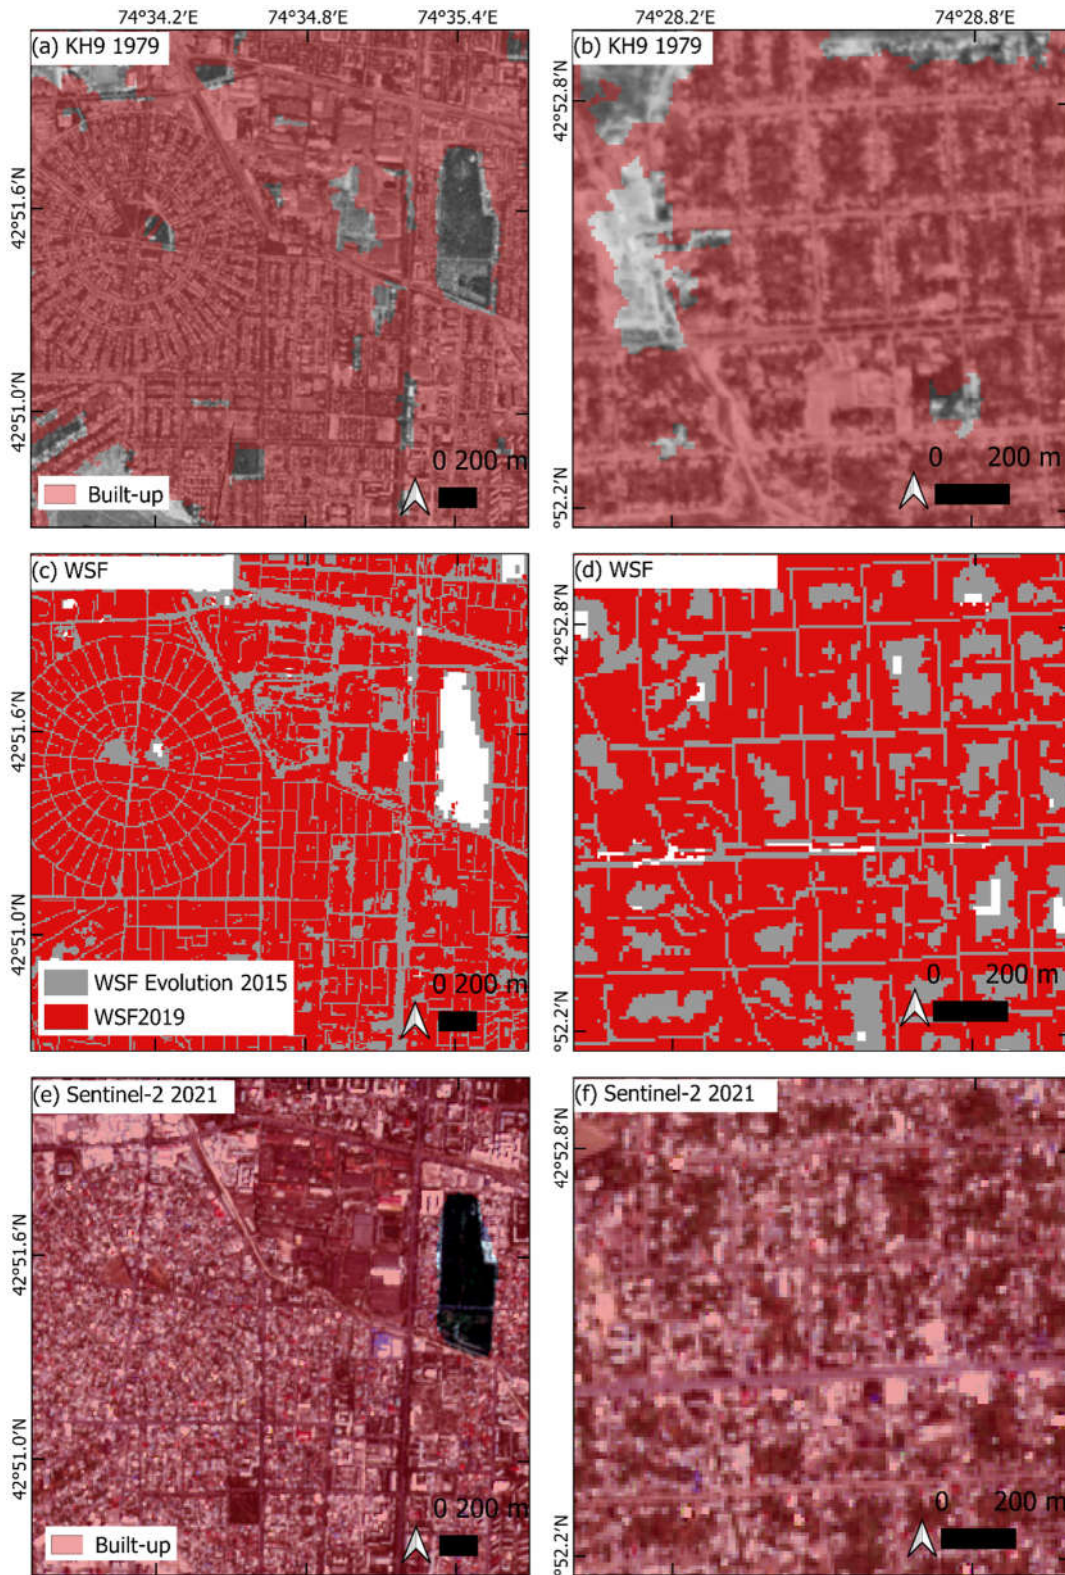 74°34.2'E 74°34.8'E 74°35.4'E 74°28.2'E 74°28.8'E
(a) KH9 1979
(b) KH9 1979
42°52.8'N
42°51.6'N
42°51.0'N
°52.2'N
0 200 m
0 200 m
Built-up
(c) WSF
(d) WSF
42°52.8'N
42°51.6'N
42°51.0'N
°52.2'N
WSF Evolution 2015
WSF2019
0 200 m
0 200 m
(e) Sentinel-2 2021
(f) Sentinel-2 2021
42°52.8'N
42°51.6'N
42°51.0'N
42°52.2'N
0 200 m
0 200 m
Built-up